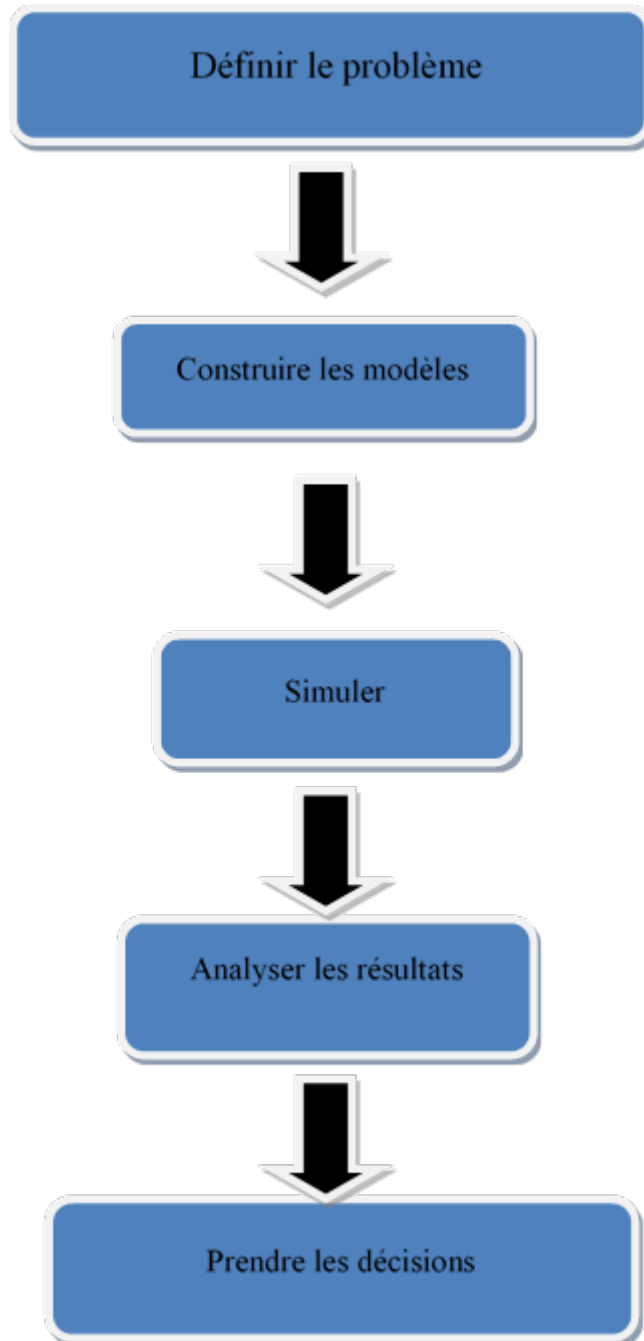 Définir le problème
Construire les modèles
Simuler
Analyser les résultats
Prendre les décisions